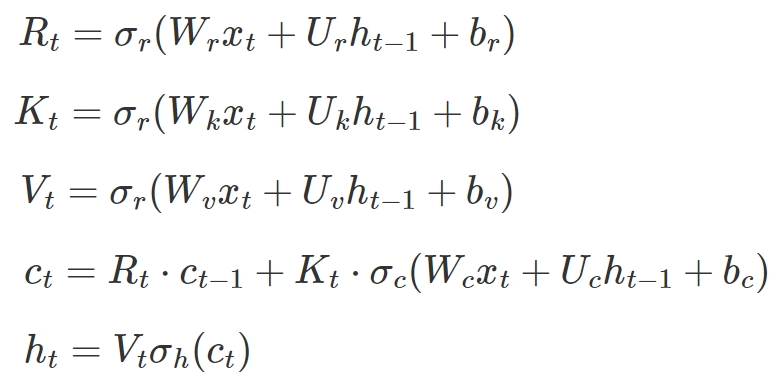 R_t = σ_r(W_r x_t + U_r h_{t−1} + b_r)
K_t = σ_r(W_k x_t + U_k h_{t−1} + b_k)
V_t = σ_r(W_v x_t + U_v h_{t−1} + b_v)
c_t = R_t · c_{t−1} + K_t · σ_c(W_c x_t + U_c h_{t−1} + b_c)
h_t = V_t σ_h(c_t)